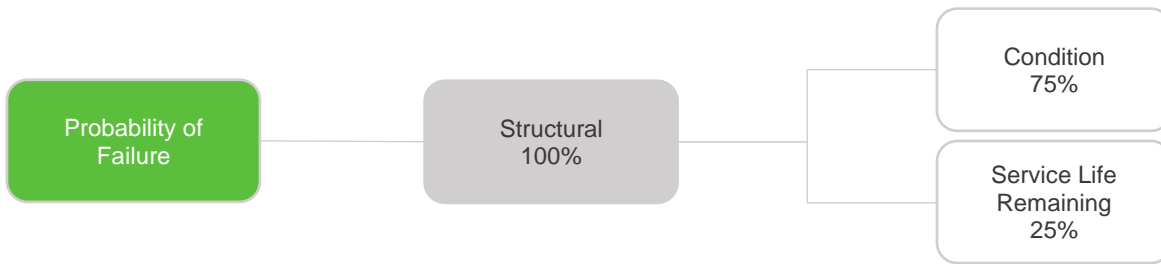 Probability of
Failure
Structural
100%
Condition
75%
Service Life
Remaining
25%